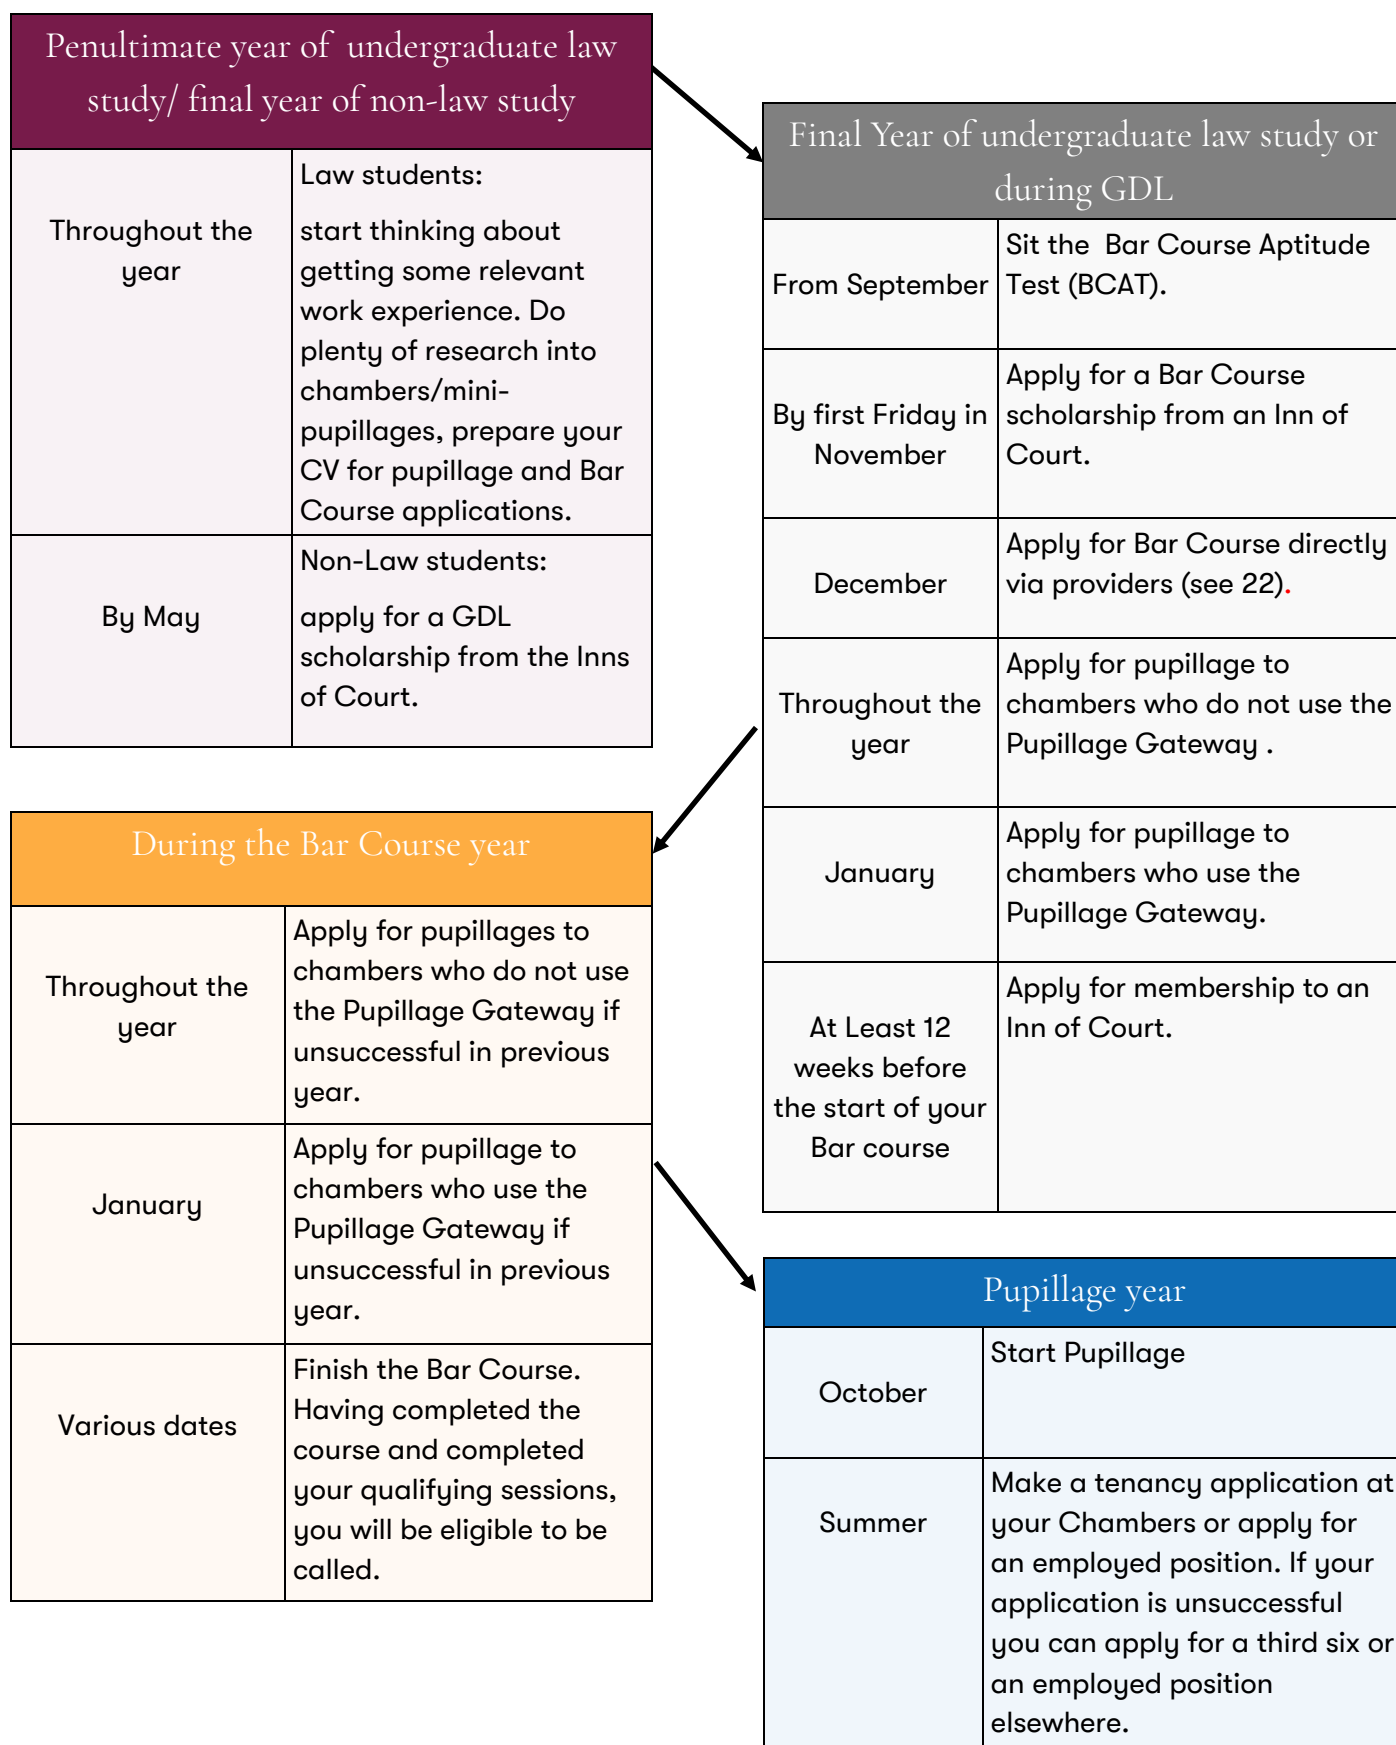 Penultimate year of undergraduate law
study/ final year of non-law study
Throughout the
year
Law students:
start thinking about
getting some relevant
work experience. Do
plenty of research into
chambers/mini-
pupillages, prepare your
CV for pupillage and Bar
Course applications.
By May
Non-Law students:
apply for a GDL
scholarship from the Inns
of Court.
Final Year of undergraduate law study or
during GDL
From September
Sit the Bar Course Aptitude
Test (BCAT).
By first Friday in
November
Apply for a Bar Course
scholarship from an Inn of
Court.
December
Apply for Bar Course directly
via providers (see 22).
Throughout the
year
Apply for pupillage to
chambers who do not use the
Pupillage Gateway .
January
Apply for pupillage to
chambers who use the
Pupillage Gateway.
At Least 12
weeks before
the start of your
Bar course
Apply for membership to an
Inn of Court.
During the Bar Course year
Throughout the
year
Apply for pupillages to
chambers who do not use
the Pupillage Gateway if
unsuccessful in previous
year.
January
Apply for pupillage to
chambers who use the
Pupillage Gateway if
unsuccessful in previous
year.
Various dates
Finish the Bar Course.
Having completed the
course and completed
your qualifying sessions,
you will be eligible to be
called.
Pupillage year
October
Start Pupillage
Summer
Make a tenancy application at
your Chambers or apply for
an employed position. If your
application is unsuccessful
you can apply for a third six or
an employed position
elsewhere.